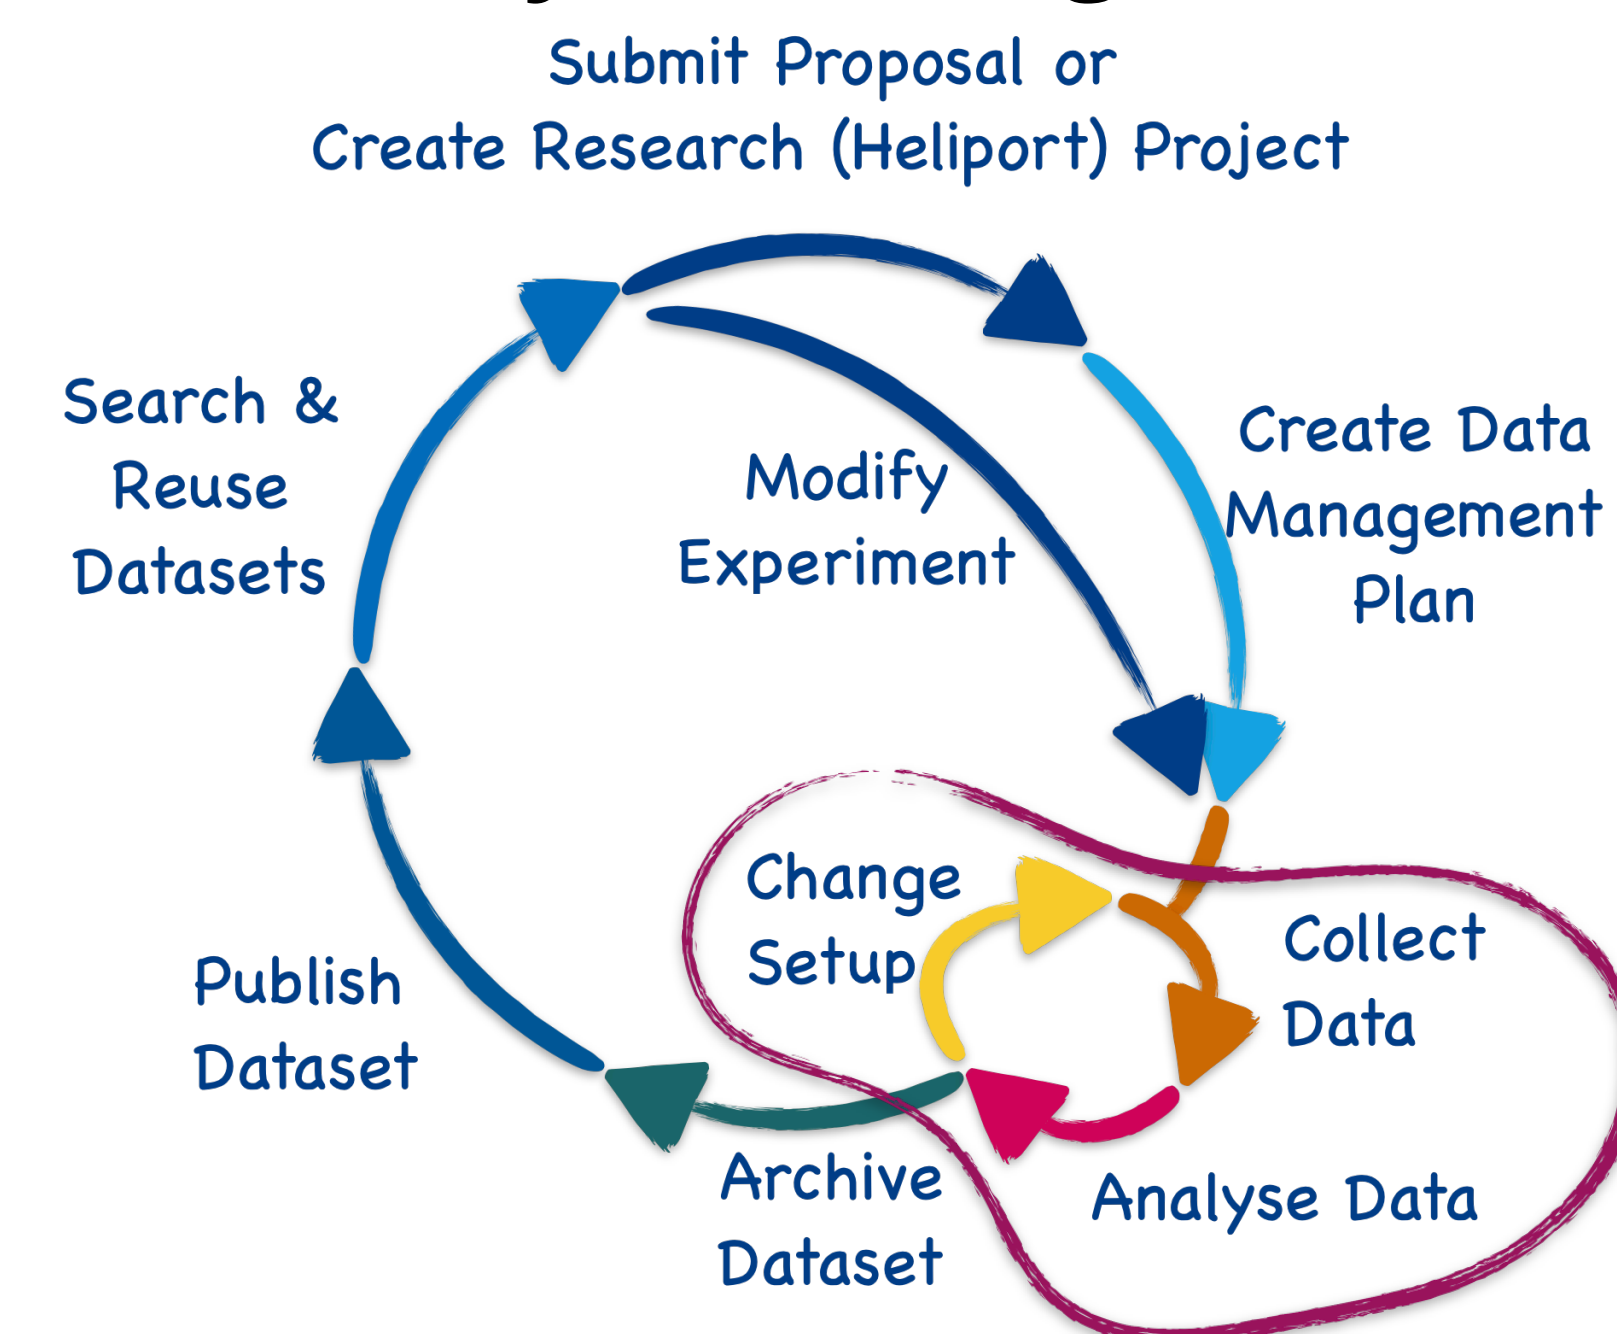 Submit Proposal or
Create Research (Heliport) Project
Search &
Reuse
Datasets
Modify
Experiment
Create Data
Management
Plan
Change
Setup
Collect
Data
Publish
Dataset
Archive
Dataset
Analyse Data